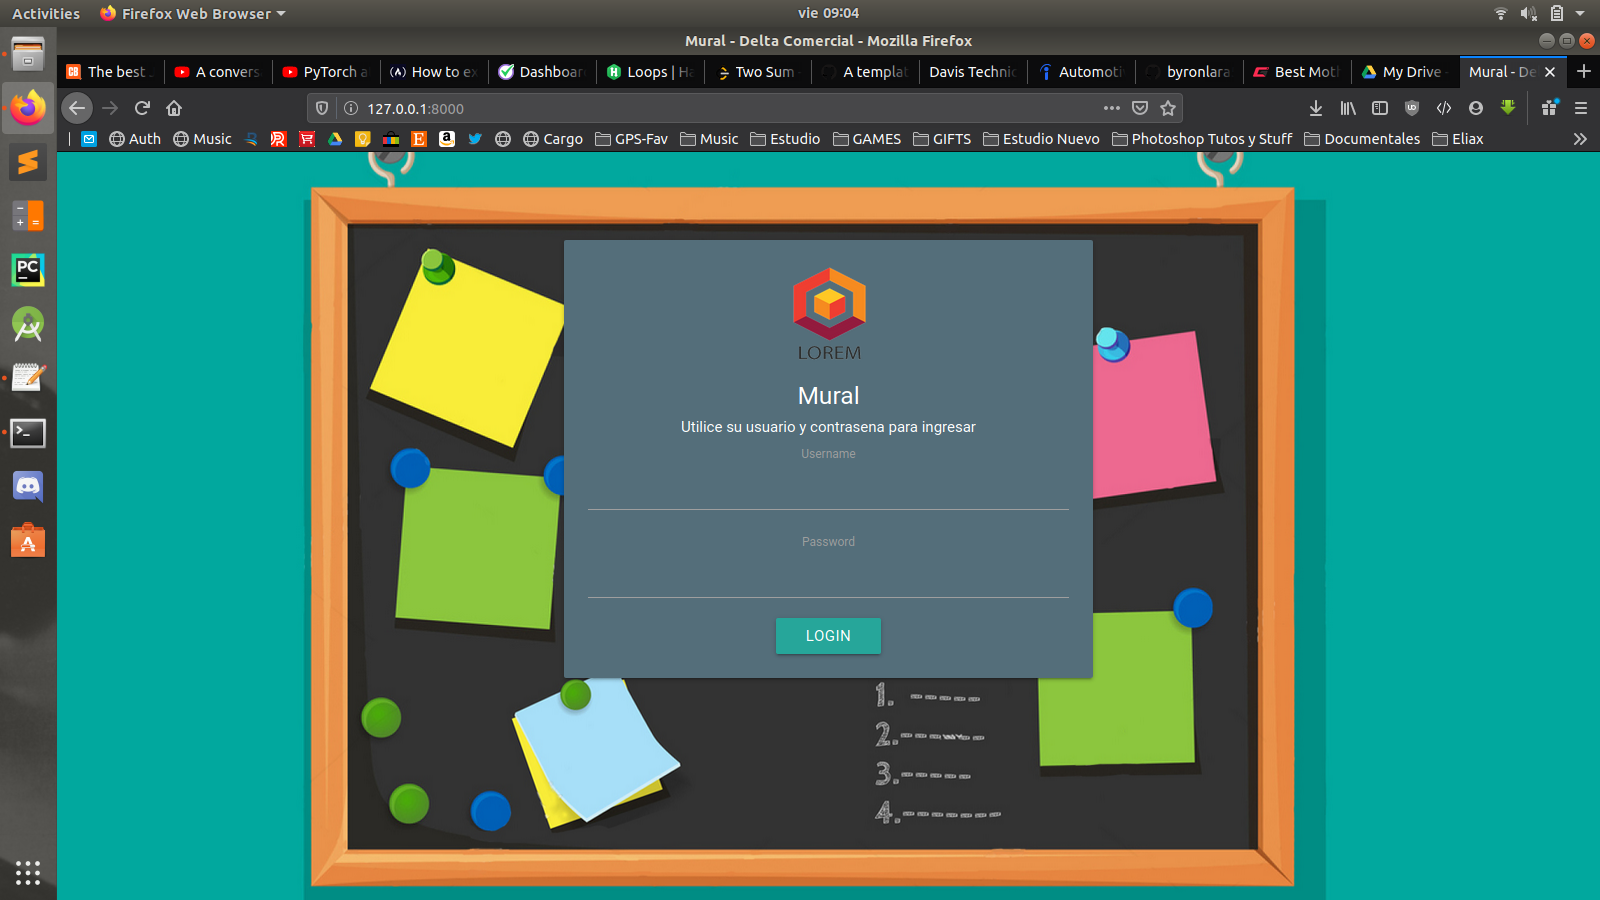 Activities Firefox Web Browser vie 09:04
Mural - Delta Comercial - Mozilla Firefox
The best A convers PyTorch a How to ex Dashboar Loops | Ha Two Sum - A templat Davis Technic Automoti byronlara Best Mot My Drive - Mural - De
127.0.0.1:8000
Auth Music Cargo GPS-Fav Music Estudio GAMES GIFTS Estudio Nuevo Photoshop Tutos y Stuff Documentales Eliax
LOREM
Mural
Utilice su usuario y contrasena para ingresar
Username
Password
LOGIN
1.
2.
3.
4.